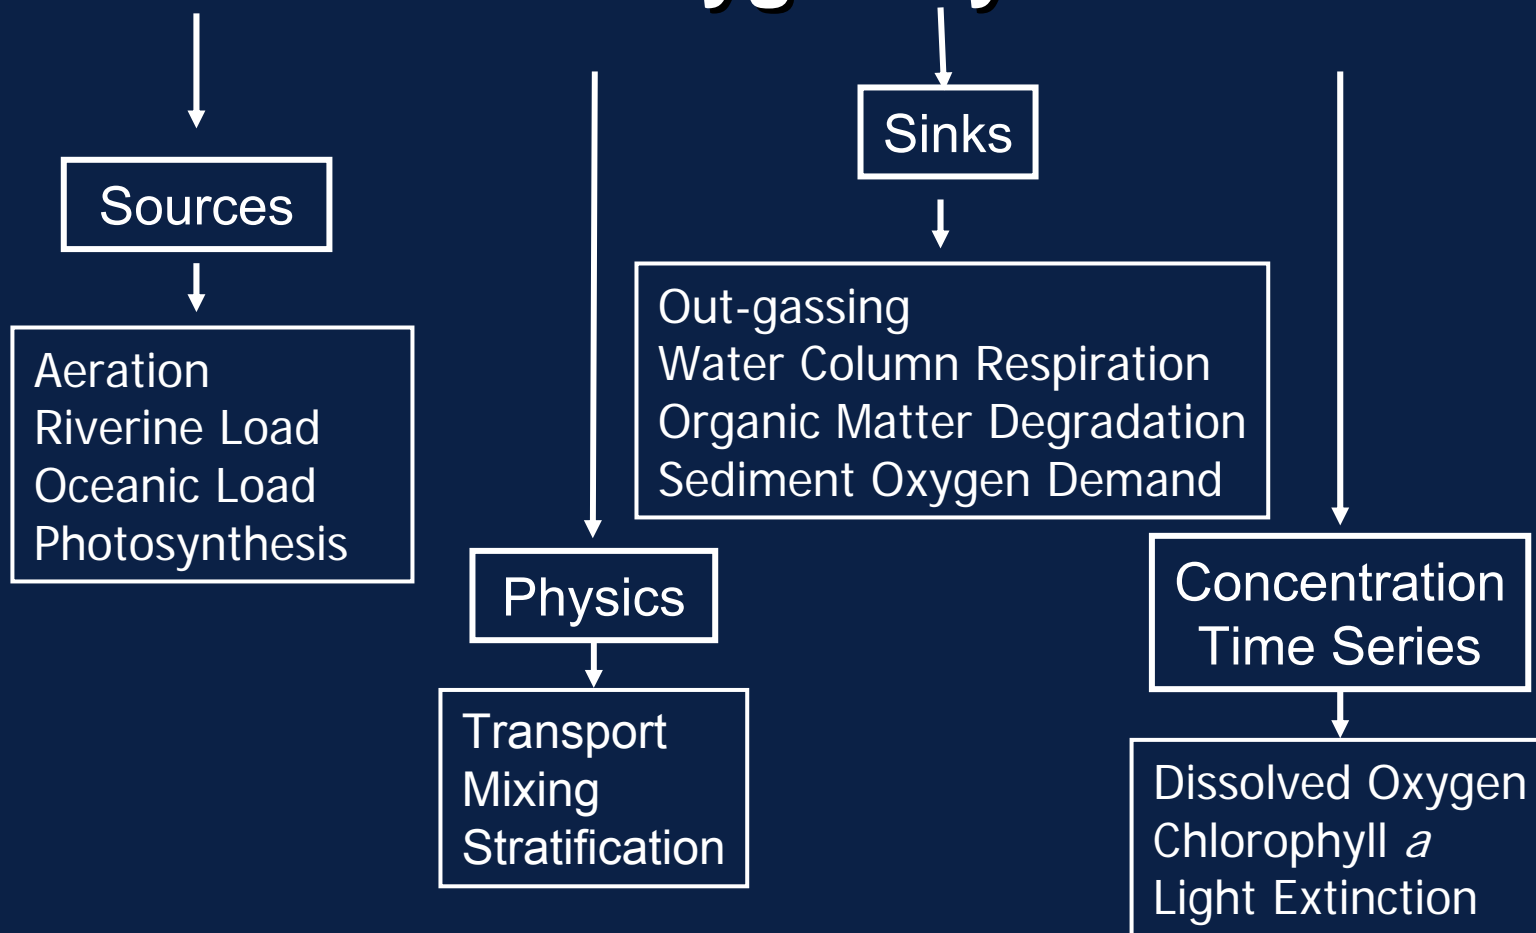 Sinks
Sources
Out-gassing
Water Column Respiration
Organic Matter Degradation
Sediment Oxygen Demand
Aeration
Riverine Load
Oceanic Load
Photosynthesis
Physics
Concentration
Time Series
Transport
Mixing
Stratification
Dissolved Oxygen
Chlorophyll a
Light Extinction